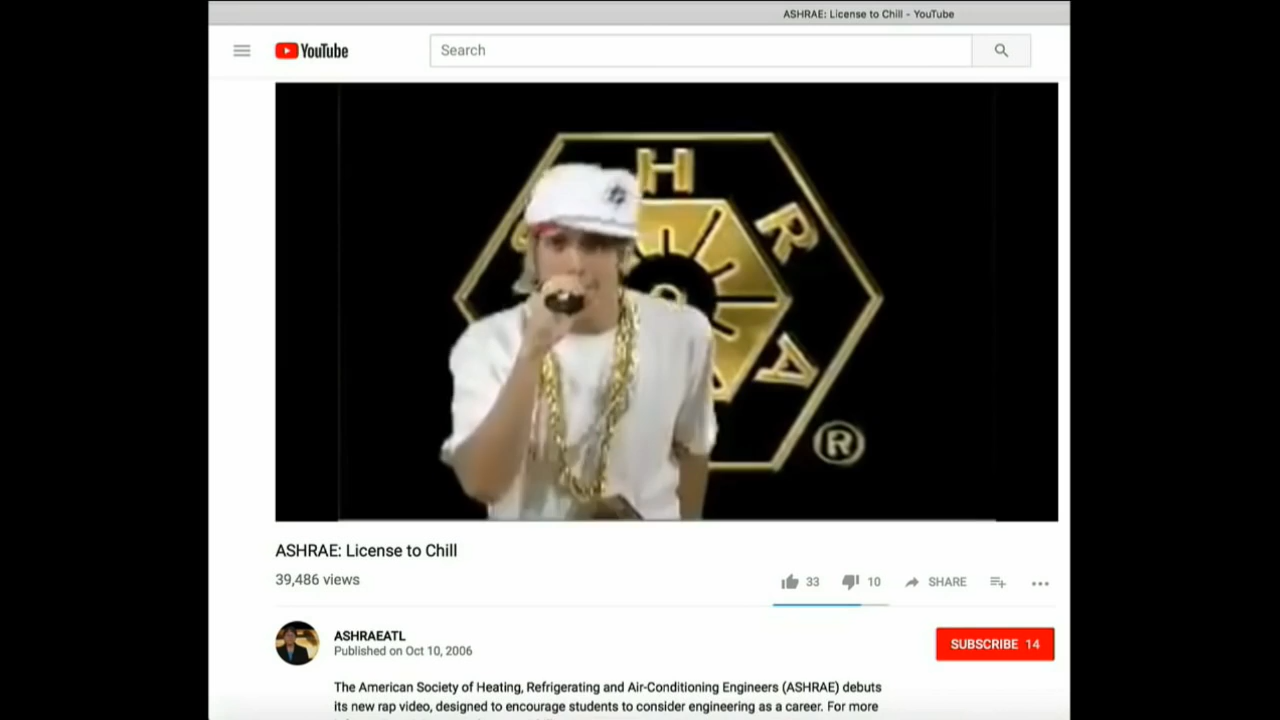 ASHRAE: License to Chill - YouTube
YouTube
Search
H
R
A
®
ASHRAE: License to Chill
39,486 views
33
10
SHARE
ASHRAEATL
Published on Oct 10, 2006
SUBSCRIBE 14
The American Society of Heating, Refrigerating and Air-Conditioning Engineers (ASHRAE) debuts
its new rap video, designed to encourage students to consider engineering as a career. For more